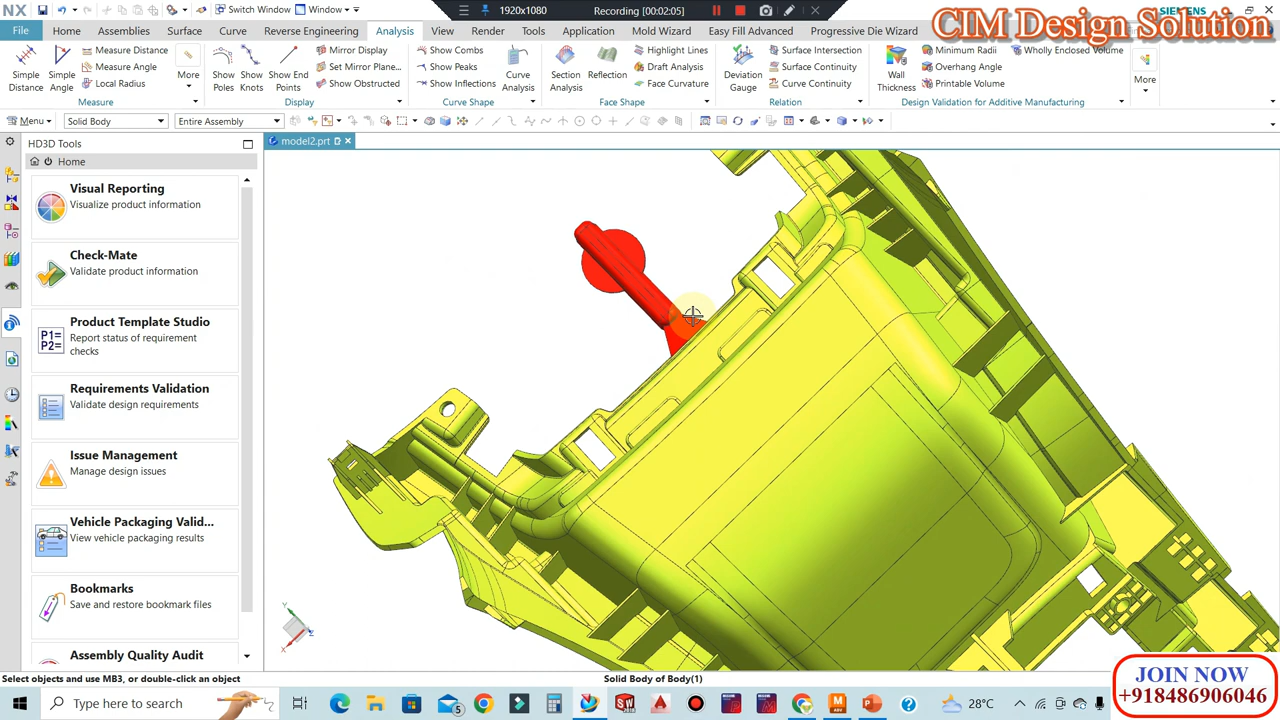 NX
Switch Window
Window
1920x1080
Recording [00:02:05]
SIEMENS
CIM Design Solution
File
Home
Assemblies
Surface
Curve
Reverse Engineering
Analysis
View
Render
Tools
Application
Mold Wizard
Easy Fill Advanced
Progressive Die Wizard
Simple Distance
Simple Angle
Measure Distance
Measure Angle
Local Radius
More
Measure
Show Poles
Show Knots
Show End Points
Mirror Display
Set Mirror Plane...
Show Obstructed
Display
Show Combs
Show Peaks
Show Inflections
Curve Analysis
Curve Shape
Section Analysis
Reflection
Highlight Lines
Draft Analysis
Face Curvature
Face Shape
Deviation Gauge
Surface Intersection
Surface Continuity
Curve Continuity
Relation
Wall Thickness
Minimum Radii
Overhang Angle
Printable Volume
Wholly Enclosed Volume
Design Validation for Additive Manufacturing
More
Menu
Solid Body
Entire Assembly
HD3D Tools
model2.prt
Home
Visual Reporting
Visualize product information
Check-Mate
Validate product information
P1=
P2=
Product Template Studio
Report status of requirement checks
Requirements Validation
Validate design requirements
Issue Management
Manage design issues
Vehicle Packaging Valid...
View vehicle packaging results
Bookmarks
Save and restore bookmark files
Assembly Quality Audit
Y
Z
X
Select objects and use MB3, or double-click an object
Solid Body of Body(1)
JOIN NOW
+918486906046
Type here to search
28°C